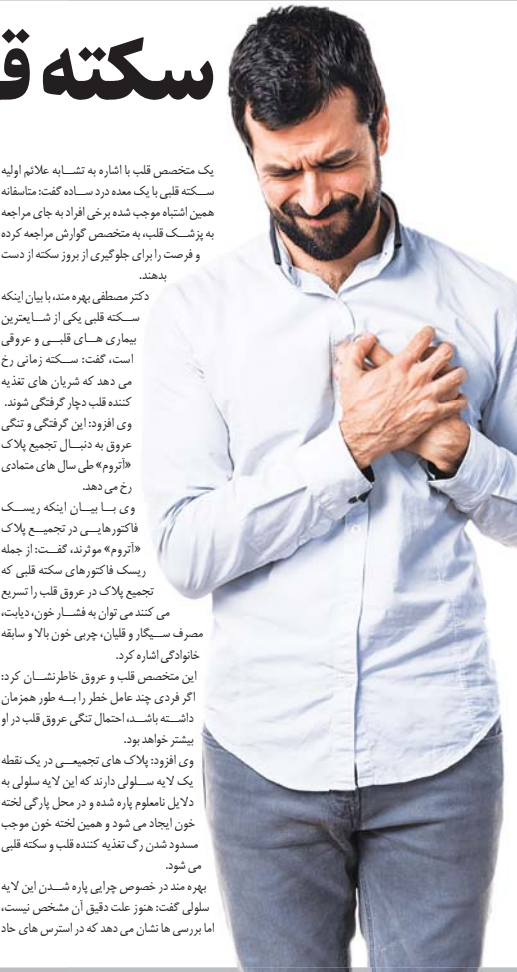 سکته ق
یک متخصص قلب با اشاره به تشابه علائم اولیه
سکته قلبی با یک معده درد ساده گفت: متاسفانه
همین اشتباه موجب شده برخی افراد به جای مراجعه
به پزشک قلب، به متخصص گوارش مراجعه کرده
و فرصت را برای جلوگیری از بروز سکته از دست
بدهند.
دکتر مصطفی بهره مند، با بیان اینکه
سکته قلبی یکی از شایعترین
بیماری های قلبی و عروقی
است، گفت: سکته زمانی رخ
می دهد که شریان های تغذیه
کننده قلب دچار گرفتگی شوند.
وی افزود: این گرفتگی و تنگی
عروق به دنبال تجمیع پلاک
«آتروم» طی سال های متمادی
رخ می دهد.
وی با بیان اینکه ریسک
فاکتورهایی در تجمیع پلاک
«آتروم» موثرند، گفت: از جمله
ریسک فاکتورهای سکته قلبی که
تجمیع پلاک در عروق قلب را تسریع
می کنند می توان به فشار خون، دیابت،
مصرف سیگار و قلیان، چربی خون بالا و سابقه
خانوادگی اشاره کرد.
این متخصص قلب و عروق خاطرنشان کرد:
اگر فردی چند عامل خطر را به طور همزمان
داشته باشد، احتمال تنگی عروق قلب در او
بیشتر خواهد بود.
وی افزود: پلاک های تجمیعی در یک نقطه
یک لایه سلولی دارند که این لایه سلولی به
دلایل نامعلوم پاره شده و در محل پارگی لخته
خون ایجاد می شود و همین لخته خون موجب
مسدود شدن رگ تغذیه کننده قلب و سکته قلبی
می شود.
بهره مند در خصوص چرایی پاره شدن این لایه
سلولی گفت: هنوز علت دقیق آن مشخص نیست،
اما بررسی ها نشان می دهد که در استرس های حاد